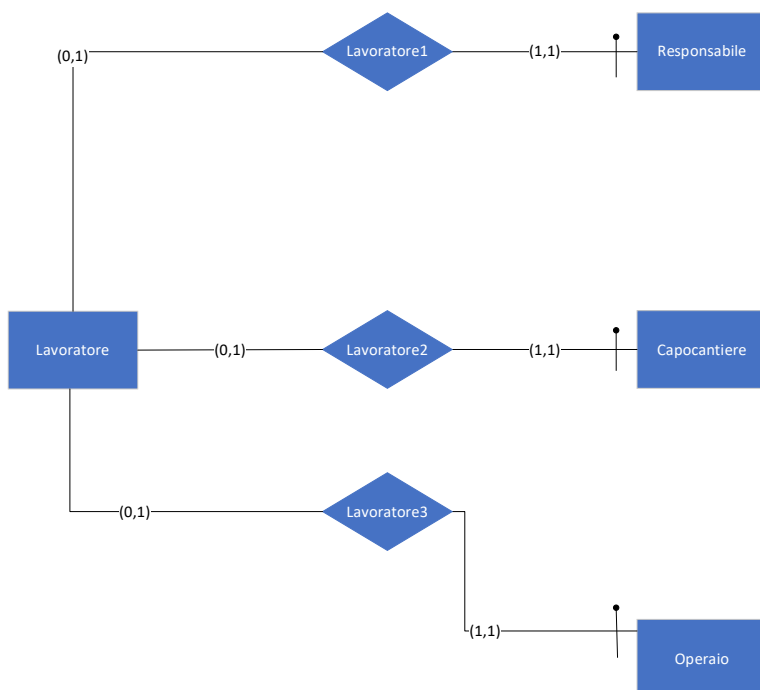 (0,1)
Lavoratore1
(1,1)
Responsabile
Lavoratore
(0,1)
Lavoratore2
(1,1)
Capocantiere
(0,1)
Lavoratore3
(1,1)
Operaio